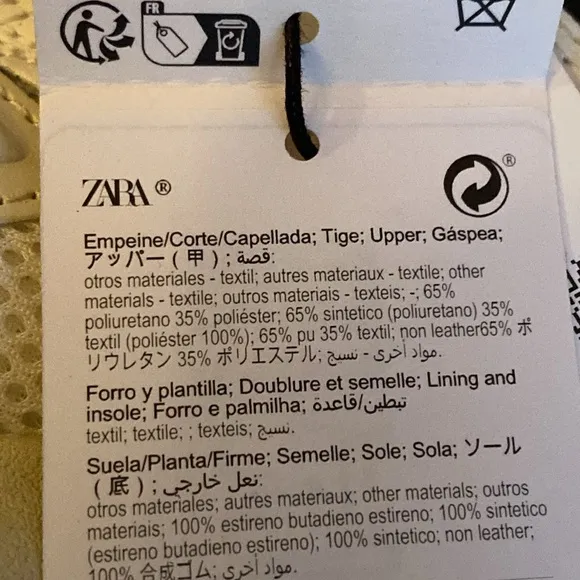 FR
ZARA ®
®
Empeine/Corte/Capellada; Tige; Upper; Gáspea;
アッパー ( 甲 ) ; قصة:
otros materiales - textil; autres materiaux - textile; other
materials - textile; outros materiais - texteis; -; 65%
poliuretano 35% poliéster; 65% sintetico (poliuretano) 35%
textil (poliéster 100%); 65% pu 35% textil; non leather65% ポ
リウレタン 35% ポリエステル; مواد أخرى - نسيج.
Forro y plantilla; Doublure et semelle; Lining and
insole; Forro e palmilha; تبطين/قاعدة
textil; textile; ; texteis; نسيج.
Suela/Planta/Firme; Semelle; Sole; Sola; ソール
( 底 ) ; نعل خارجي:
otros materiales; autres materiaux; other materials; outros
materiais; 100% estireno butadieno estireno; 100% sintetico
(estireno butadieno estireno); 100% sintetico; non leather;
100% 合成ゴム; مواد أخرى.